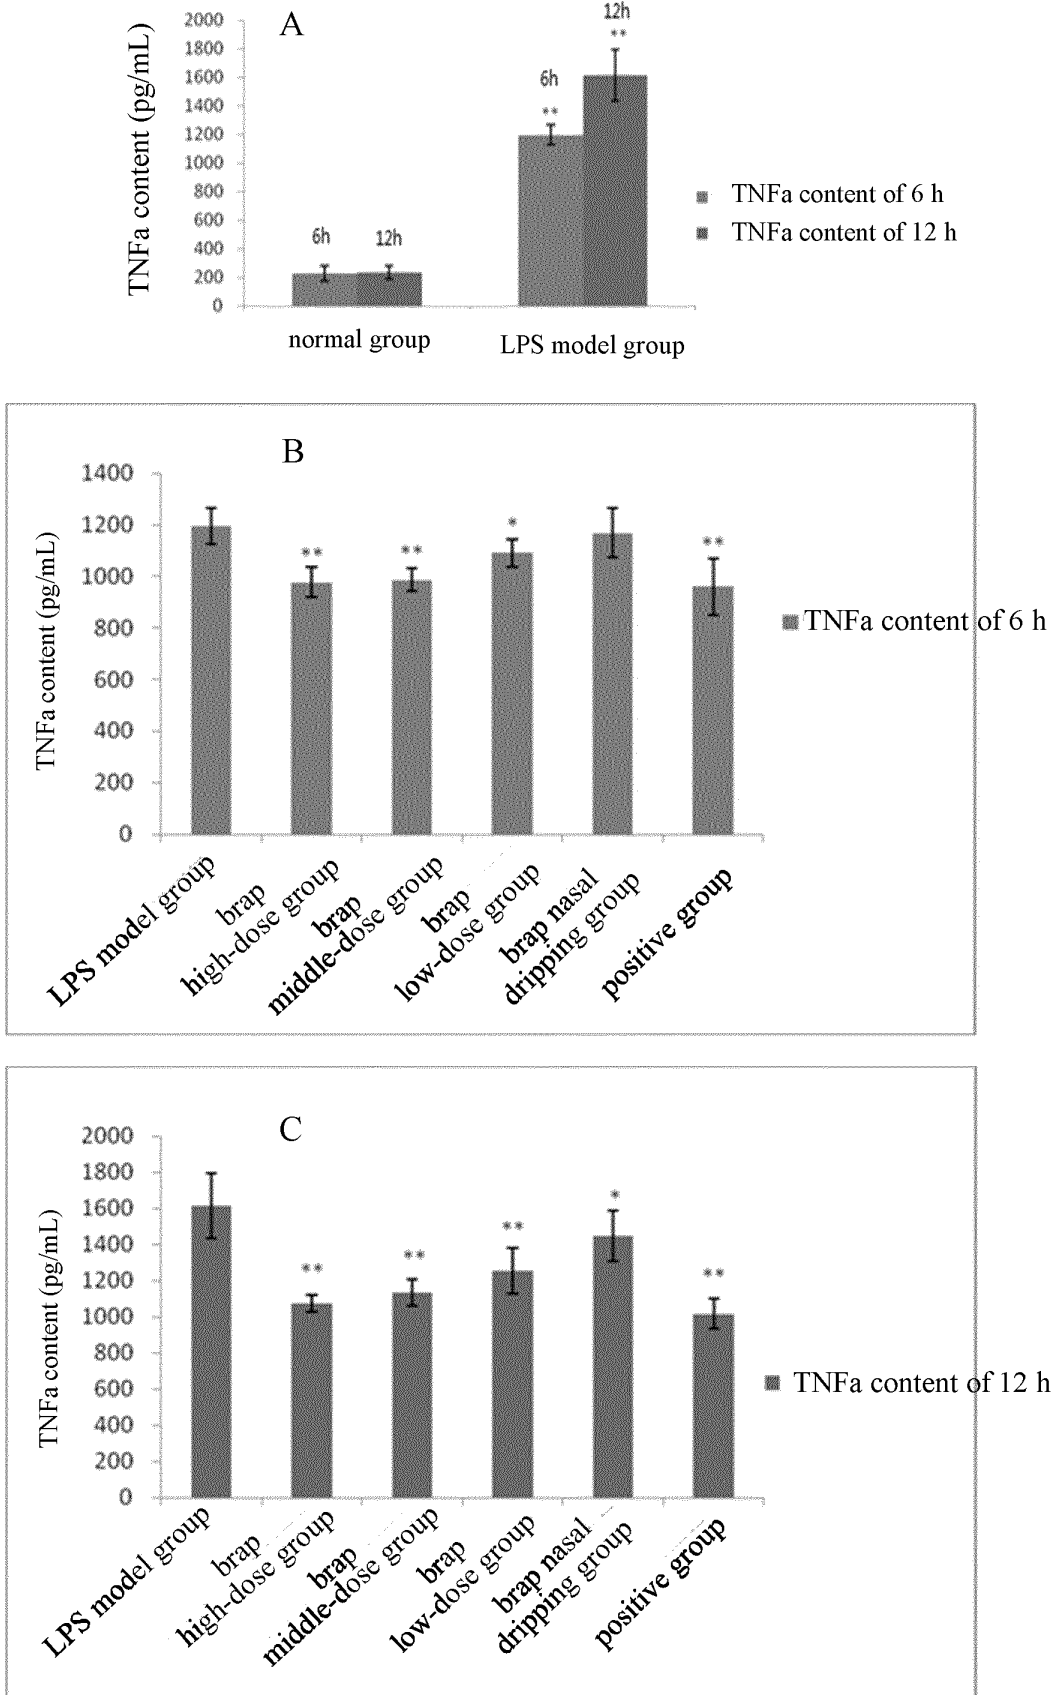 A
TNFa content (pg/mL)
2000
1800
1600
1400
1200
1000
800
600
400
200
0
6h
12h
6h
**
12h
**
normal group
LPS model group
TNFa content of 6 h
TNFa content of 12 h
B
TNFa content (pg/mL)
1400
1200
1000
800
600
400
200
0
**
**
*
**
LPS model group
brap
high-dose group
brap
middle-dose group
brap
low-dose group
brap nasal
dripping group
positive group
TNFa content of 6 h
C
TNFa content (pg/mL)
2000
1800
1600
1400
1200
1000
800
600
400
200
0
**
**
**
*
**
LPS model group
brap
high-dose group
brap
middle-dose group
brap
low-dose group
brap nasal
dripping group
positive group
TNFa content of 12 h